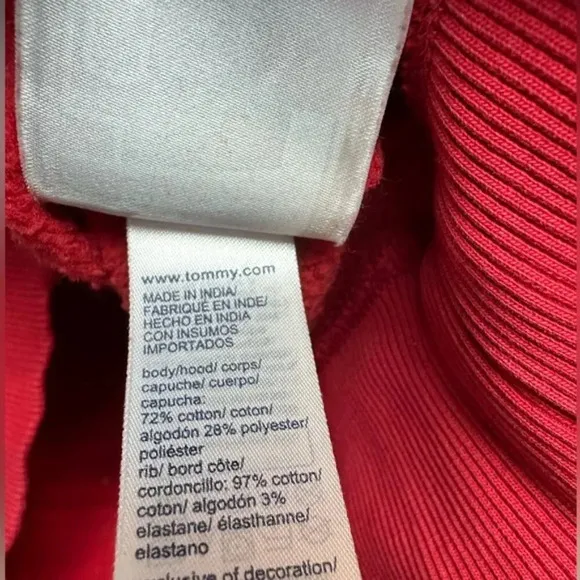 www.tommy.com
MADE IN INDIA/
FABRIQUÉ EN INDE/
HECHO EN INDIA
CON INSUMOS
IMPORTADOS
body/hood/ corps/
capuche/ cuerpo/
capucha:
72% cotton/ coton/
algodón 28% polyester/
poliéster
rib/ bord côte/
cordoncillo: 97% cotton/
coton/ algodón 3%
elastane/ élasthanne/
elastano
exclusive of decoration/